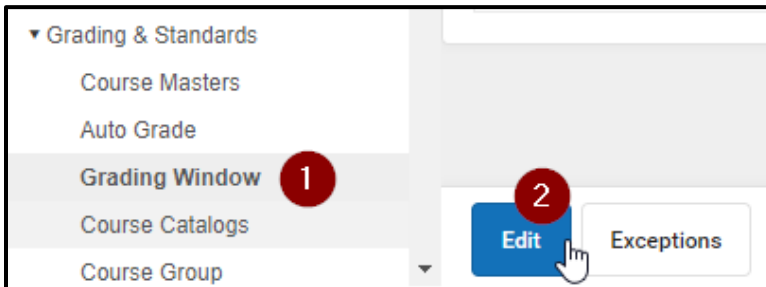 Grading & Standards
Course Masters
Auto Grade
Grading Window 1
Course Catalogs
Course Group
2
Edit Exceptions